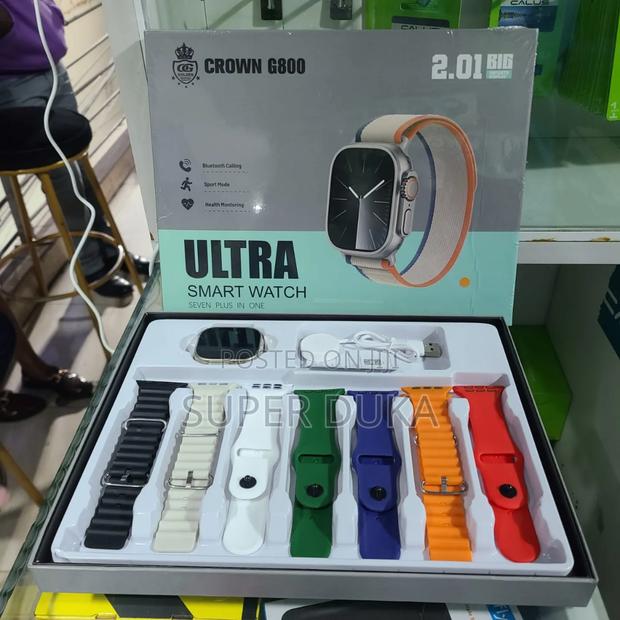 CROWN G800
2.01 BIG
Bluetooth Calling
Sport Mode
Health Monitoring
ULTRA
SMART WATCH
SEVEN PLUS IN ONE
POSTED ON JIJI
SUPER DUKA